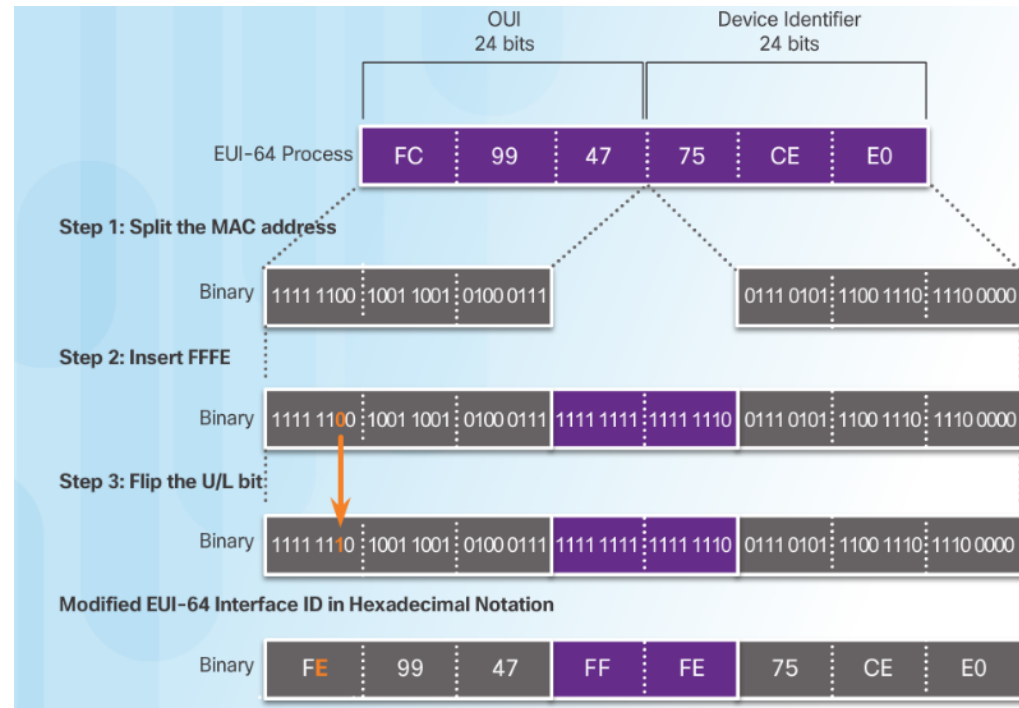 OUI
24 bits
Device Identifier
24 bits
EUI-64 Process FC 99 47 75 CE E0
Step 1: Split the MAC address
Binary 1111 1100 1001 1001 0100 0111 0111 0101 1100 1110 1110 0000
Step 2: Insert FFFE
Binary 1111 1100 1001 1001 0100 0111 1111 1111 1111 1110 0111 0101 1100 1110 1110 0000
Step 3: Flip the U/L bit
Binary 1111 1110 1001 1001 0100 0111 1111 1111 1111 1110 0111 0101 1100 1110 1110 0000
Modified EUI-64 Interface ID in Hexadecimal Notation
Binary FE 99 47 FF FE 75 CE E0